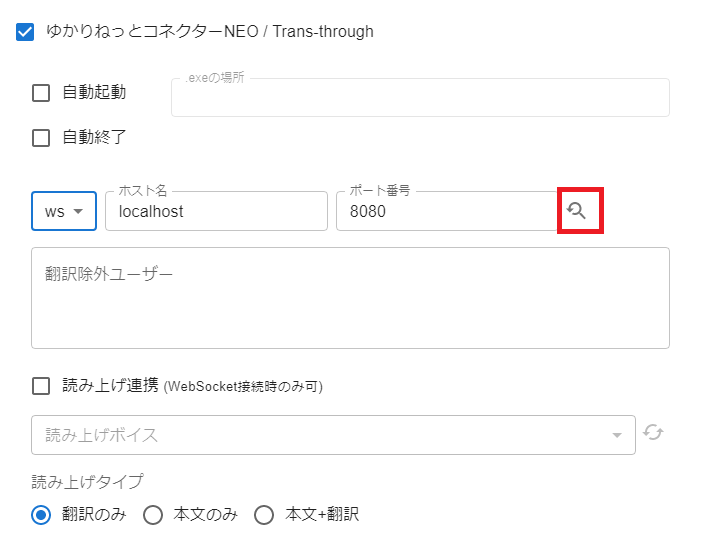 ゆかりねっとコネクターNEO / Trans-through
自動起動
.exeの場所
自動終了
ws
ホスト名
localhost
ポート番号
8080
翻訳除外ユーザー
読み上げ連携 (WebSocket接続時のみ可)
読み上げボイス
読み上げタイプ
翻訳のみ 本文のみ 本文+翻訳